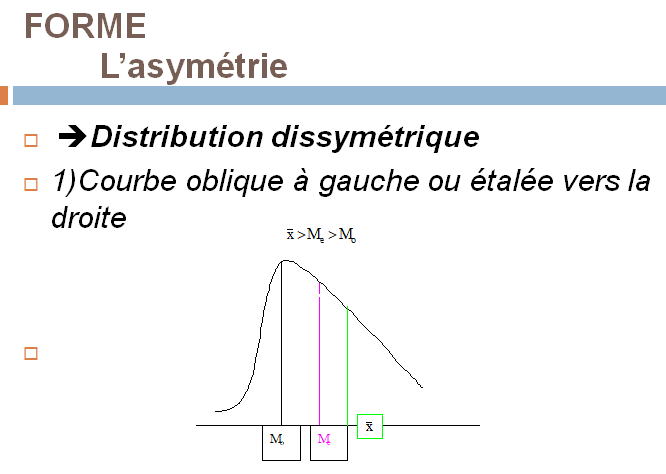 FORME
L'asymétrie
➔Distribution dissymétrique
1)Courbe oblique à gauche ou étalée vers la
droite
x̄ >Me >Mo
Mo Me x̄